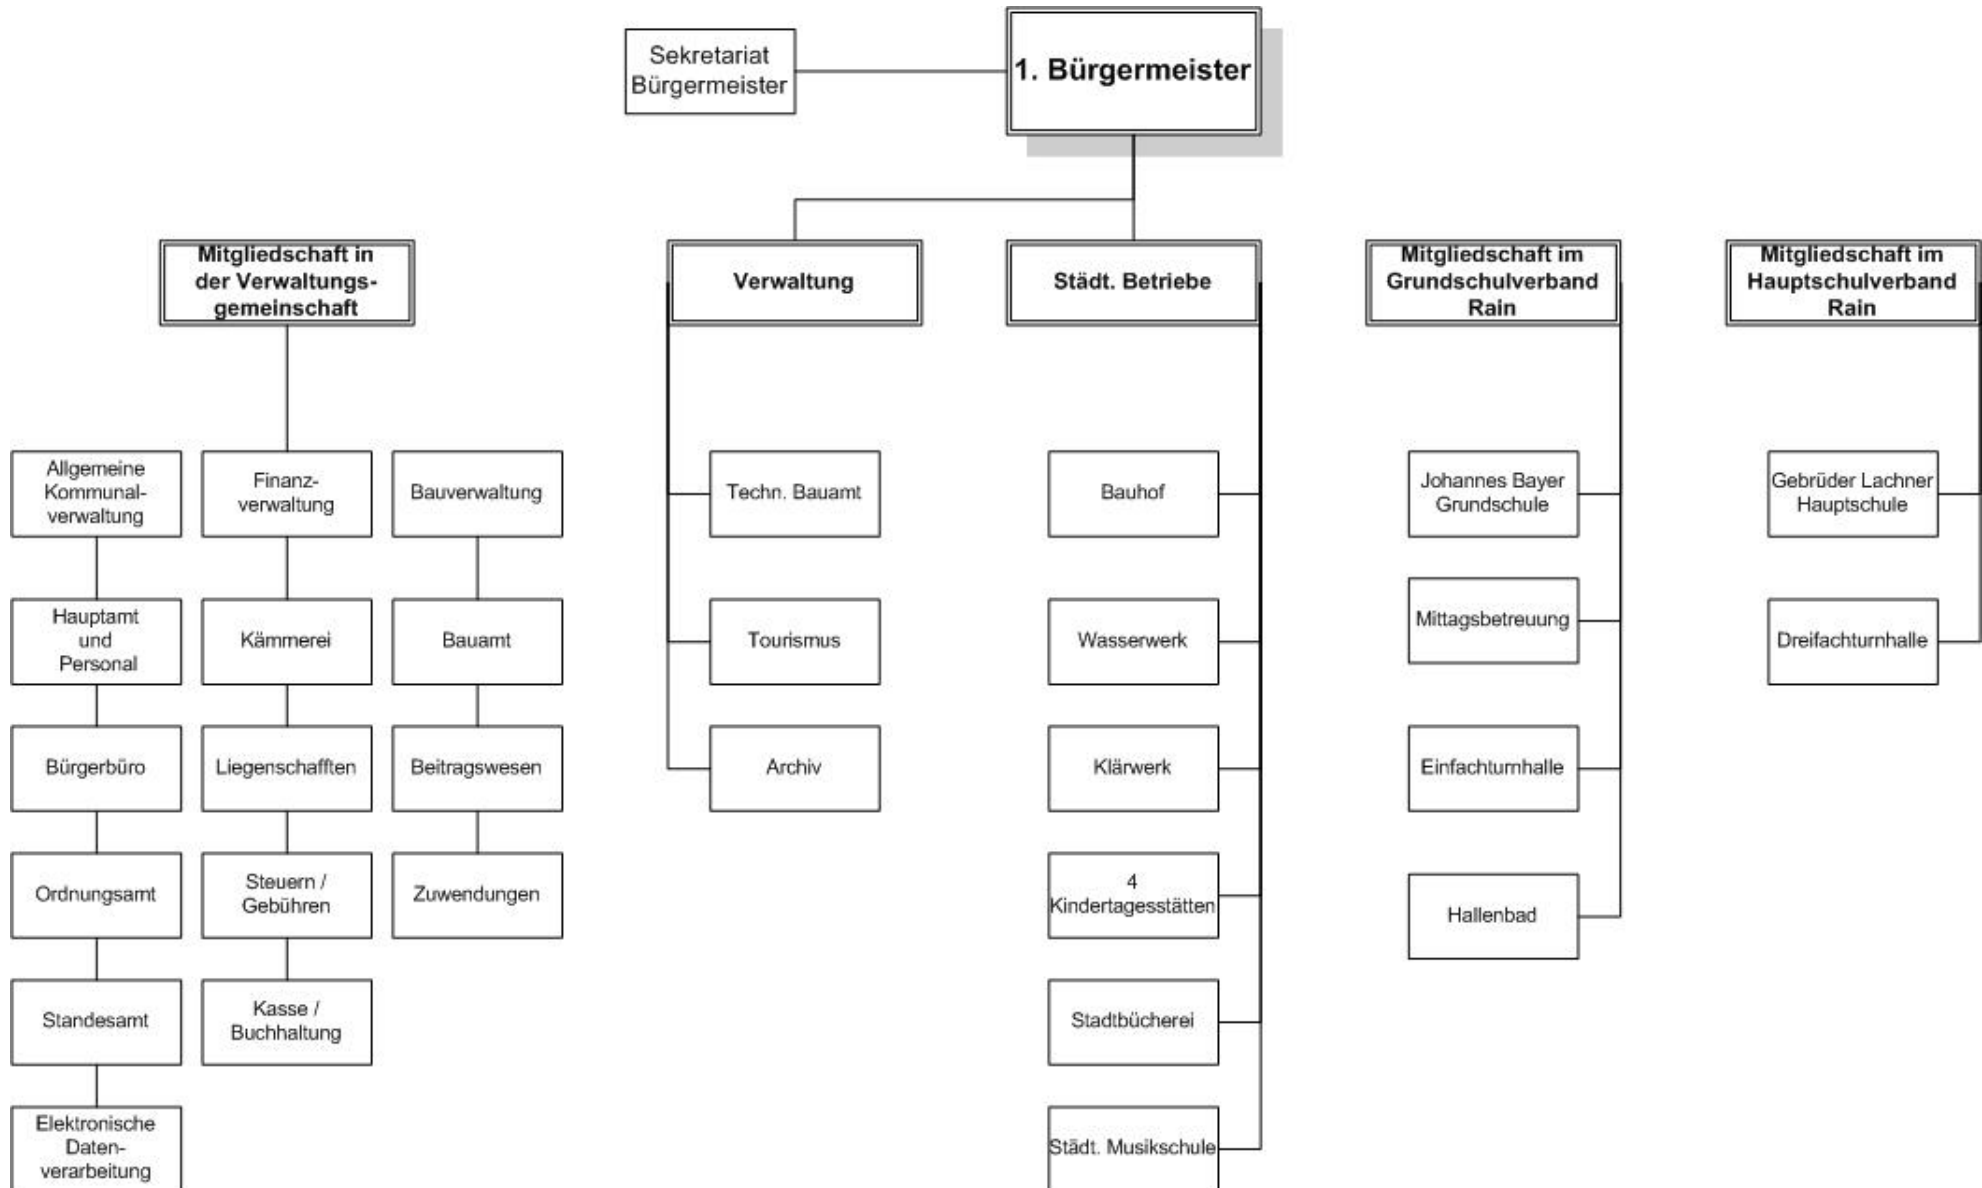 Sekretariat
Bürgermeister
1. Bürgermeister
Mitgliedschaft in
der Verwaltungs-
gemeinschaft
Verwaltung
Städt. Betriebe
Mitgliedschaft im
Grundschulverband
Rain
Mitgliedschaft im
Hauptschulverband
Rain
Allgemeine
Kommunal-
verwaltung
Hauptamt
und
Personal
Bürgerbüro
Ordnungsamt
Standesamt
Elektronische
Daten-
verarbeitung
Finanz-
verwaltung
Kämmerei
Liegenschafften
Steuern /
Gebühren
Kasse /
Buchhaltung
Bauverwaltung
Bauamt
Beitragswesen
Zuwendungen
Techn. Bauamt
Tourismus
Archiv
Bauhof
Wasserwerk
Klärwerk
4
Kindertagesstätten
Stadtbücherei
Städt. Musikschule
Johannes Bayer
Grundschule
Mittagsbetreuung
Einfachturnhalle
Hallenbad
Gebrüder Lachner
Hauptschule
Dreifachturnhalle